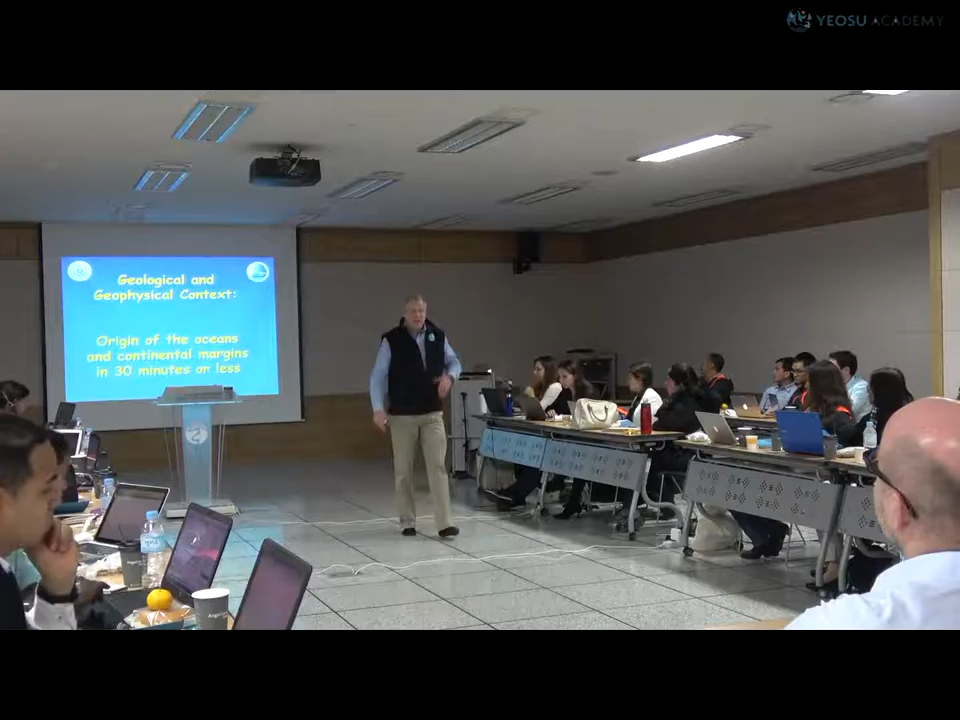 YEOSU ACADEMY
Geological and
Geophysical Context:
Origin of the oceans
and continental margins
in 30 minutes or less